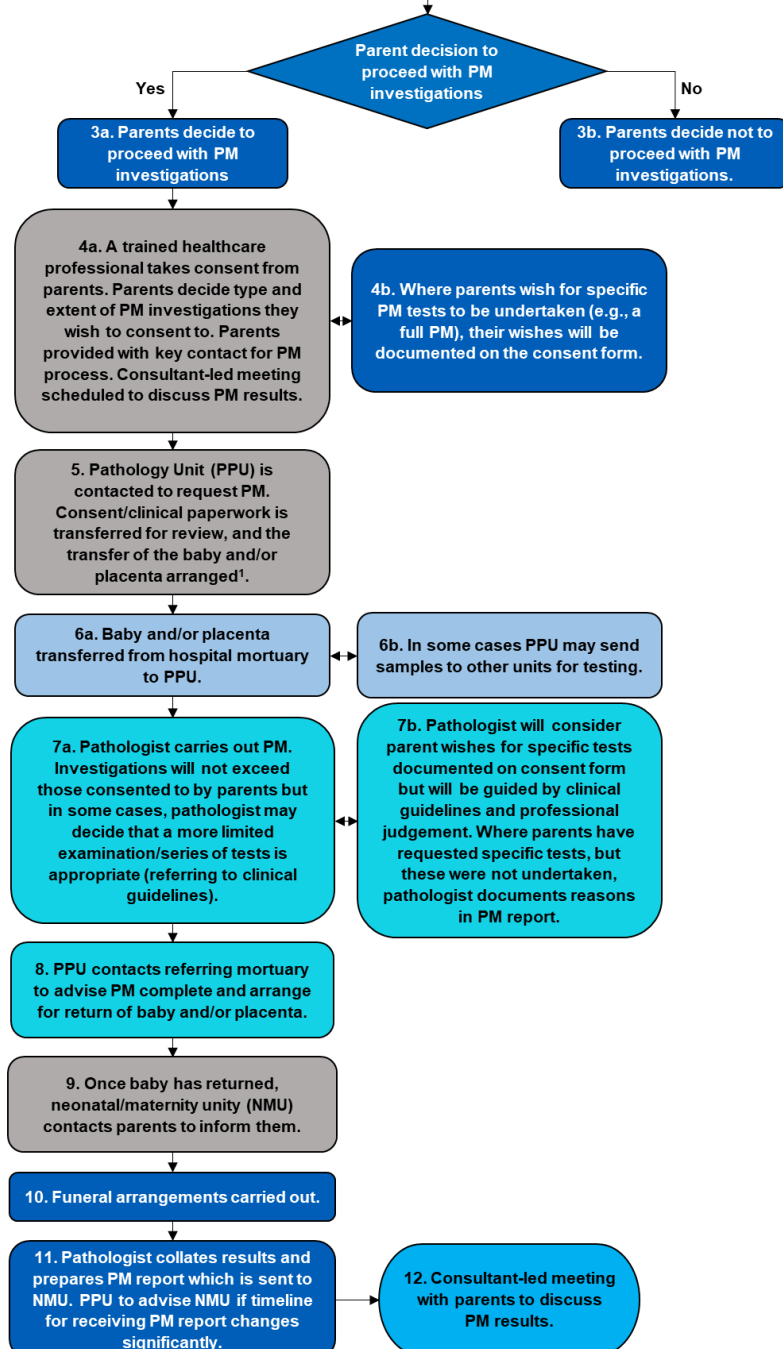 Parent decision to
proceed with PM
investigations
Yes
No
3a. Parents decide to
proceed with PM
investigations
3b. Parents decide not to
proceed with PM
investigations.
4a. A trained healthcare
professional takes consent from
parents. Parents decide type and
extent of PM investigations they
wish to consent to. Parents
provided with key contact for PM
process. Consultant-led meeting
scheduled to discuss PM results.
4b. Where parents wish for specific
PM tests to be undertaken (e.g., a
full PM), their wishes will be
documented on the consent form.
5. Pathology Unit (PPU) is
contacted to request PM.
Consent/clinical paperwork is
transferred for review, and the
transfer of the baby and/or
placenta arranged¹.
6a. Baby and/or placenta
transferred from hospital mortuary
to PPU.
6b. In some cases PPU may send
samples to other units for testing.
7a. Pathologist carries out PM.
Investigations will not exceed
those consented to by parents but
in some cases, pathologist may
decide that a more limited
examination/series of tests is
appropriate (referring to clinical
guidelines).
7b. Pathologist will consider
parent wishes for specific tests
documented on consent form
but will be guided by clinical
guidelines and professional
judgement. Where parents have
requested specific tests, but
these were not undertaken,
pathologist documents reasons
in PM report.
8. PPU contacts referring mortuary
to advise PM complete and arrange
for return of baby and/or placenta.
9. Once baby has returned,
neonatal/maternity unity (NMU)
contacts parents to inform them.
10. Funeral arrangements carried out.
11. Pathologist collates results and
prepares PM report which is sent to
NMU. PPU to advise NMU if timeline
for receiving PM report changes
significantly.
12. Consultant-led meeting
with parents to discuss
PM results.